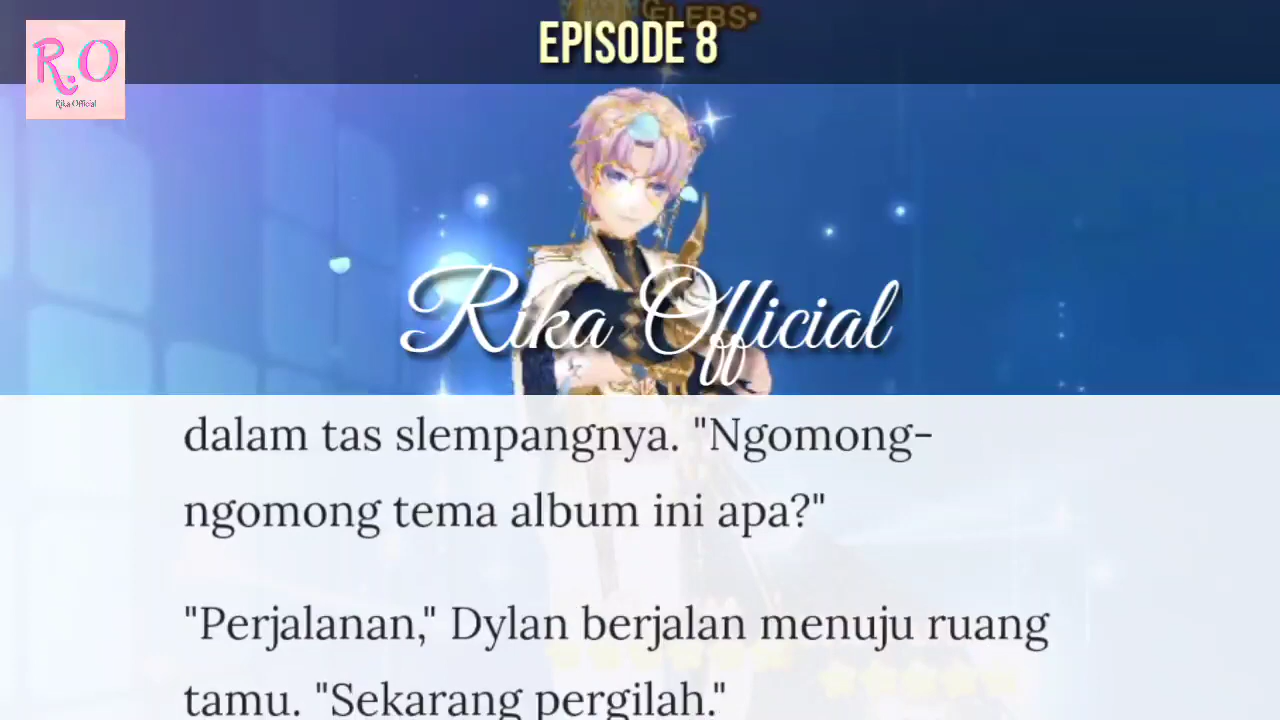 CELEBS•
EPISODE 8
R.O
Rika Official
Rika Official
dalam tas slempangnya. "Ngomong-
ngomong tema album ini apa?"
"Perjalanan," Dylan berjalan menuju ruang
tamu. "Sekarang pergilah."